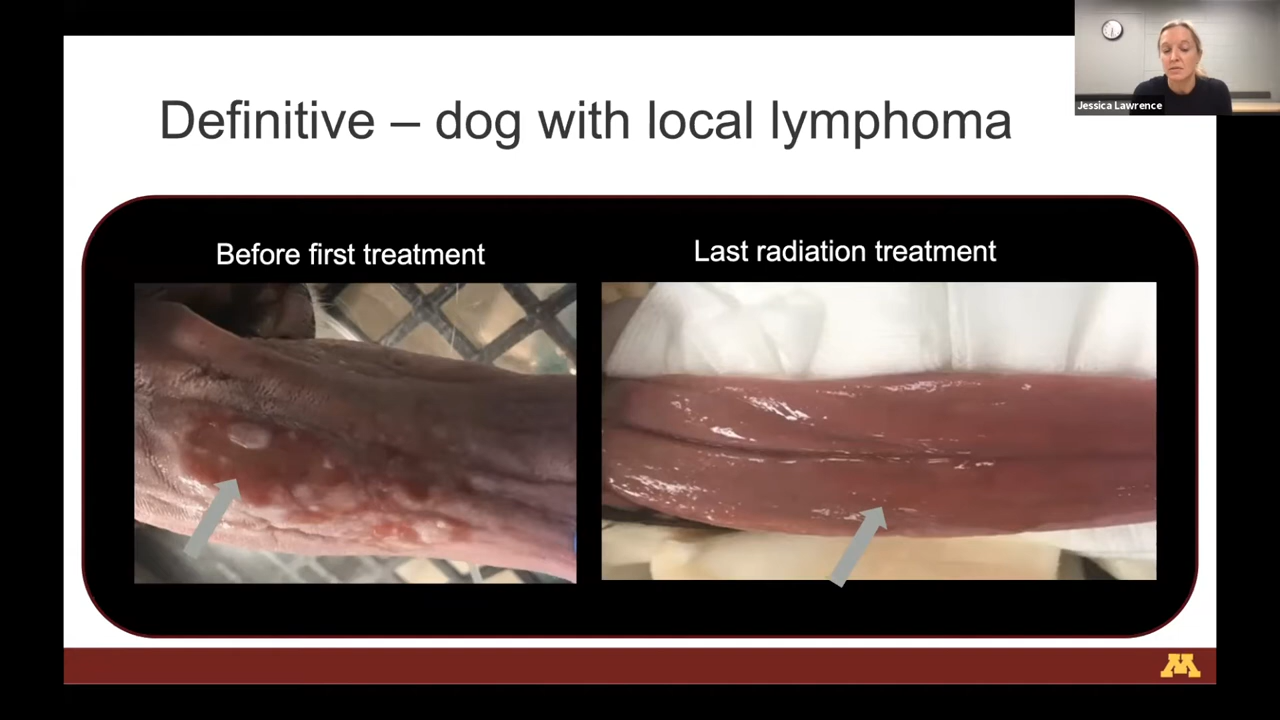 Jessica Lawrence
Definitive – dog with local lymphoma
Before first treatment
Last radiation treatment
M